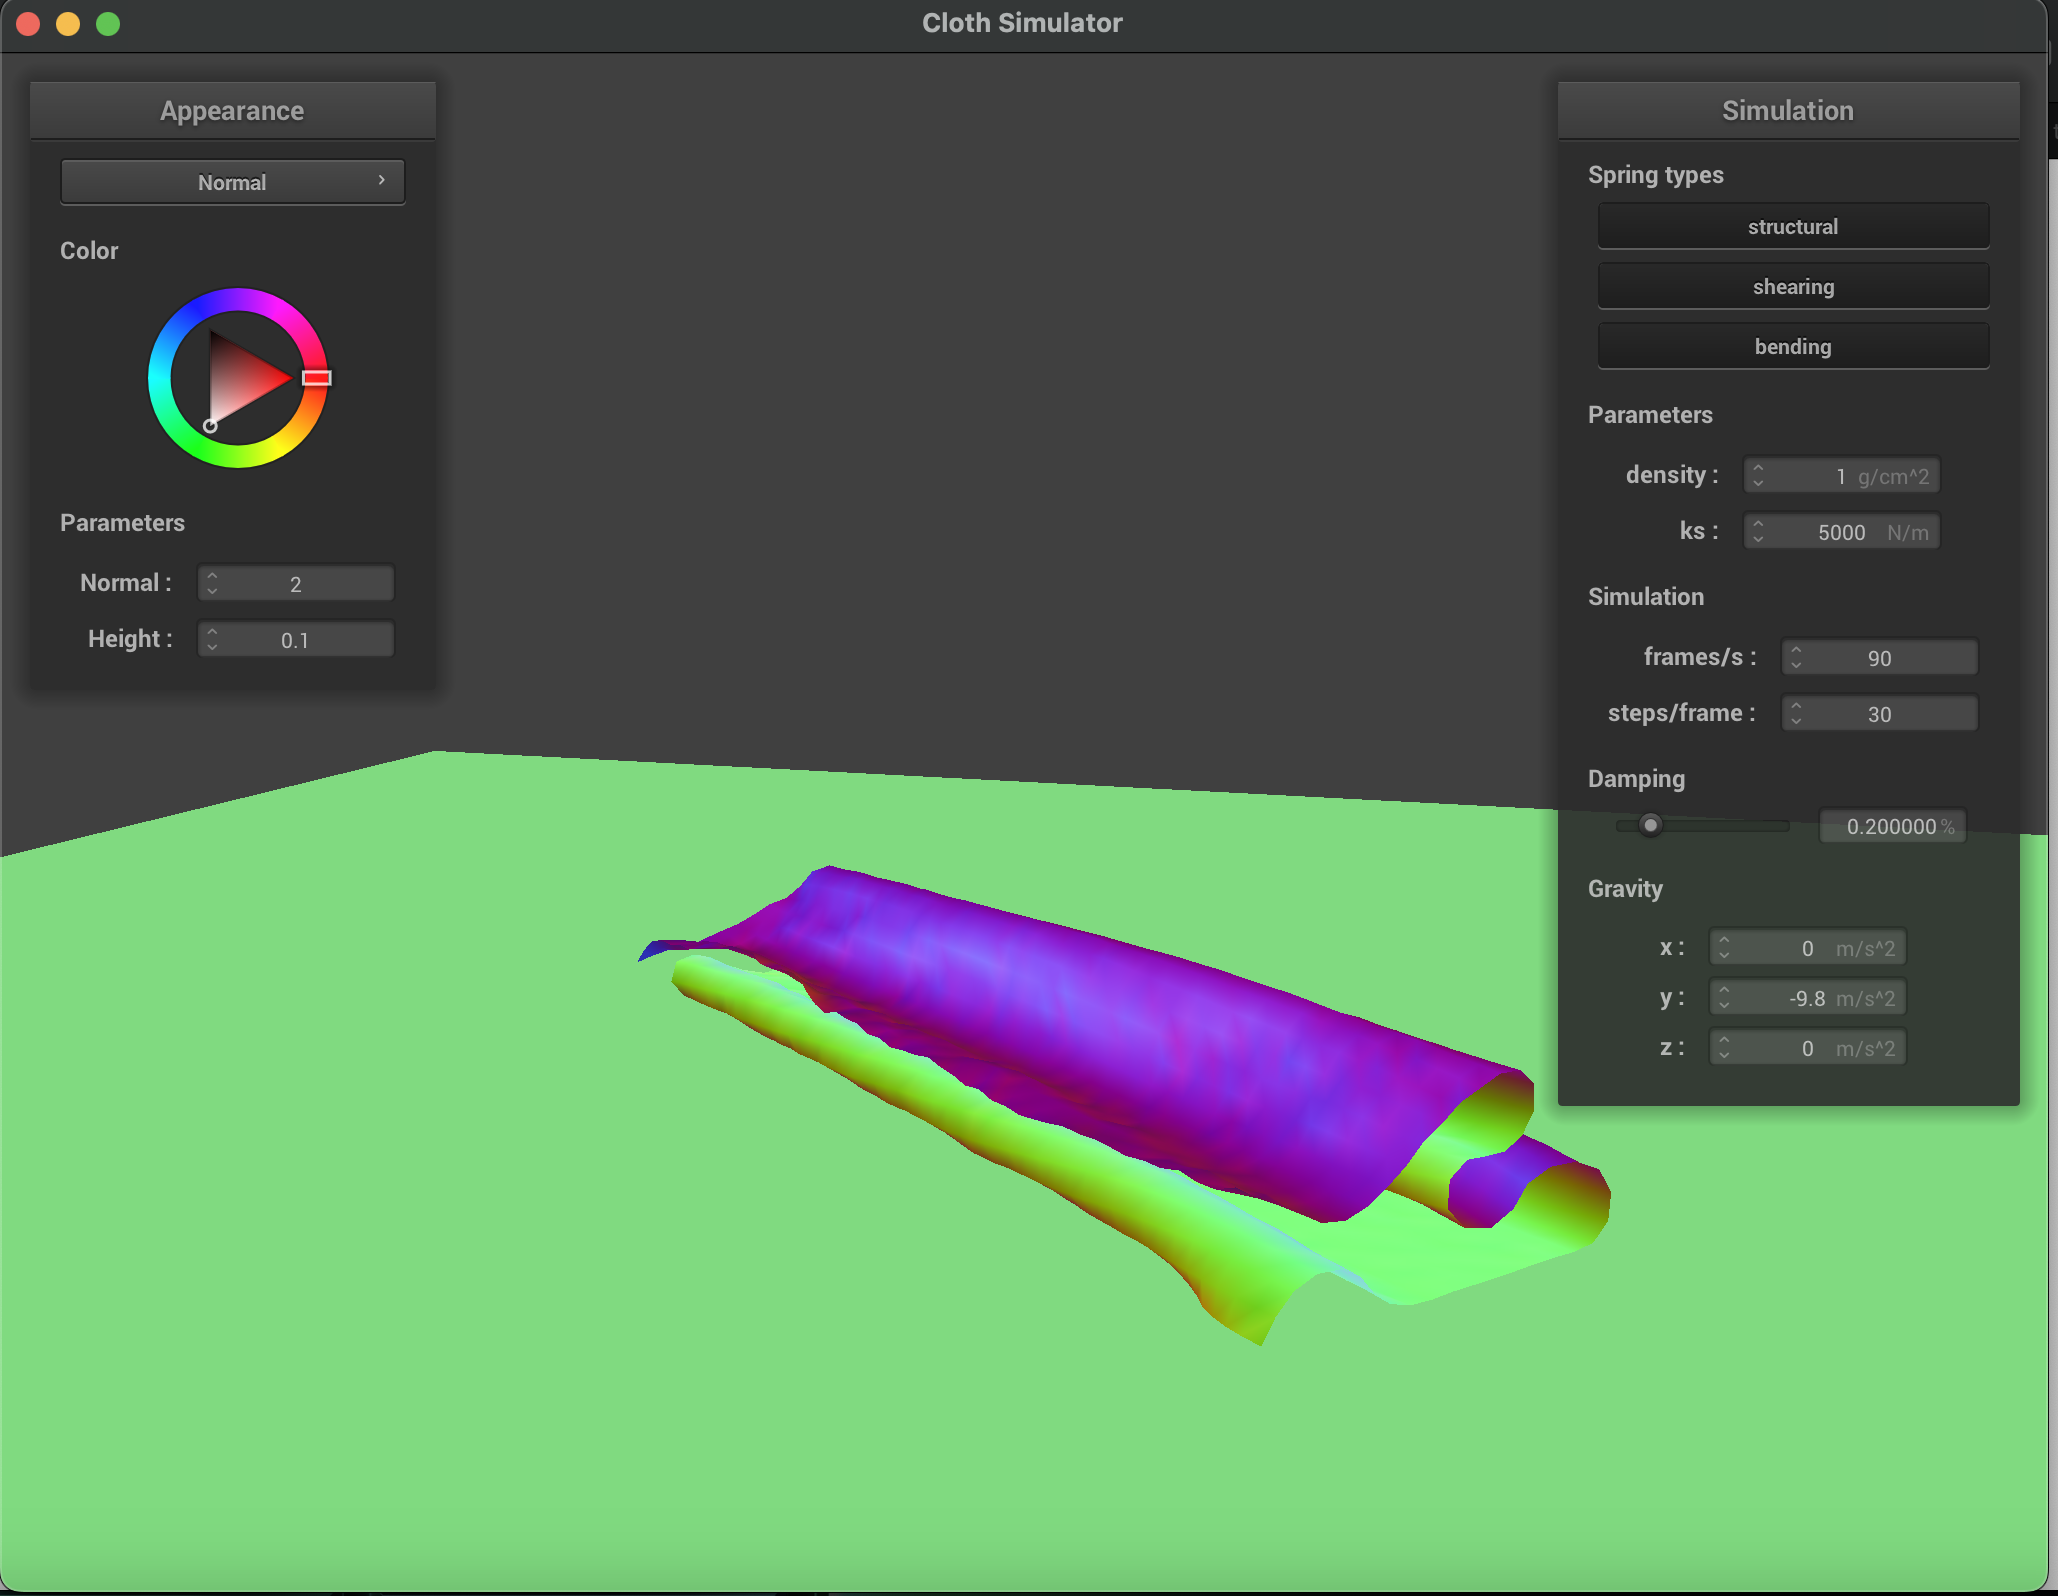 Cloth Simulator
Appearance
Normal
Color
Parameters
Normal :
2
Height :
0.1
Simulation
Spring types
structural
shearing
bending
Parameters
density :
1 g/cm^2
ks :
5000 N/m
Simulation
frames/s :
90
steps/frame :
30
Damping
0.200000 %
Gravity
x :
0 m/s^2
y :
-9.8 m/s^2
z :
0 m/s^2